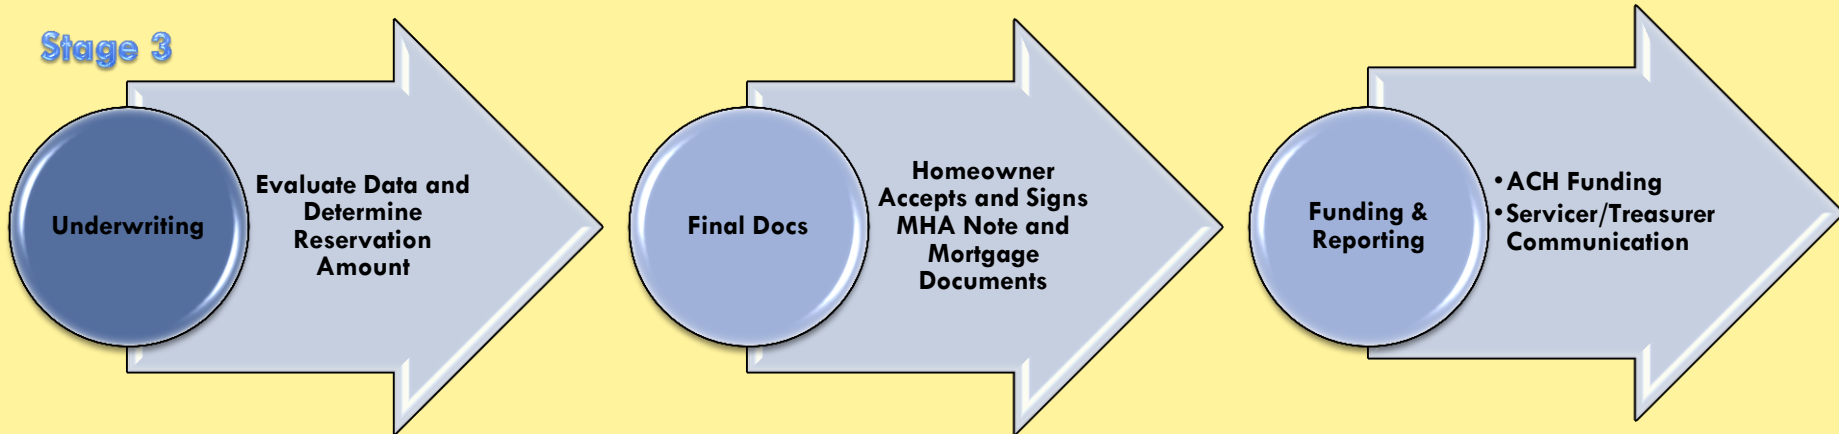 Stage 3
Underwriting
Evaluate Data and
Determine
Reservation
Amount
Final Docs
Homeowner
Accepts and Signs
MHA Note and
Mortgage
Documents
Funding &
Reporting
•ACH Funding
•Servicer/Treasurer
Communication